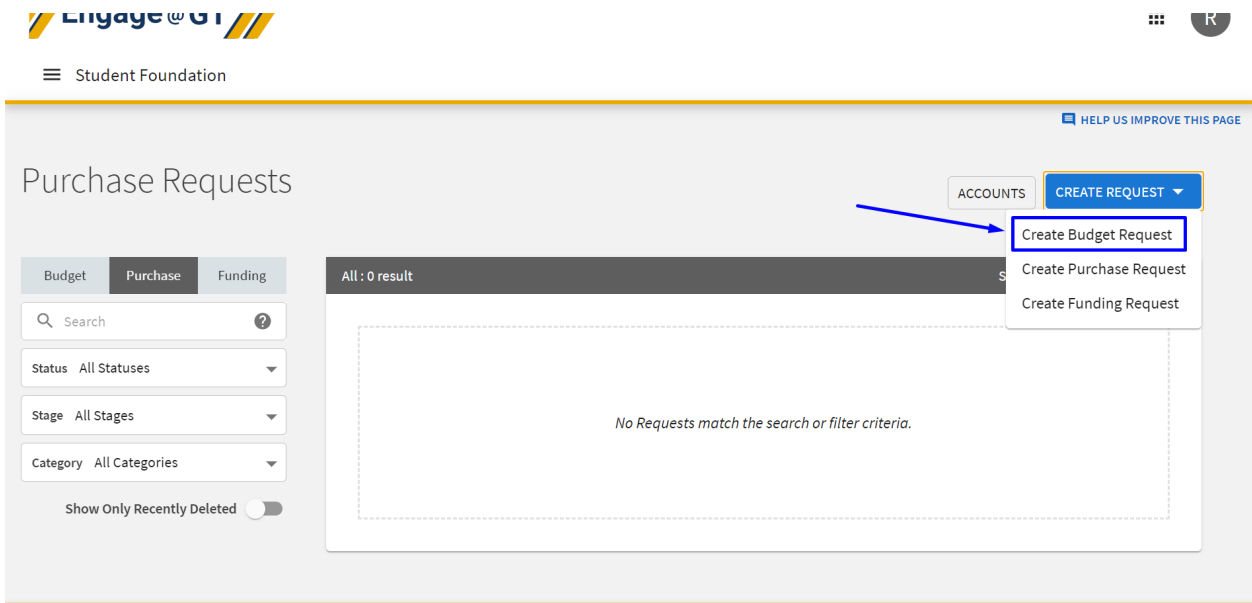 Engage@GT
R
Student Foundation
HELP US IMPROVE THIS PAGE
Purchase Requests
ACCOUNTS
CREATE REQUEST
Create Budget Request
Create Purchase Request
Create Funding Request
Budget Purchase Funding
Search
Status All Statuses
Stage All Stages
Category All Categories
Show Only Recently Deleted
All : 0 result
S
No Requests match the search or filter criteria.